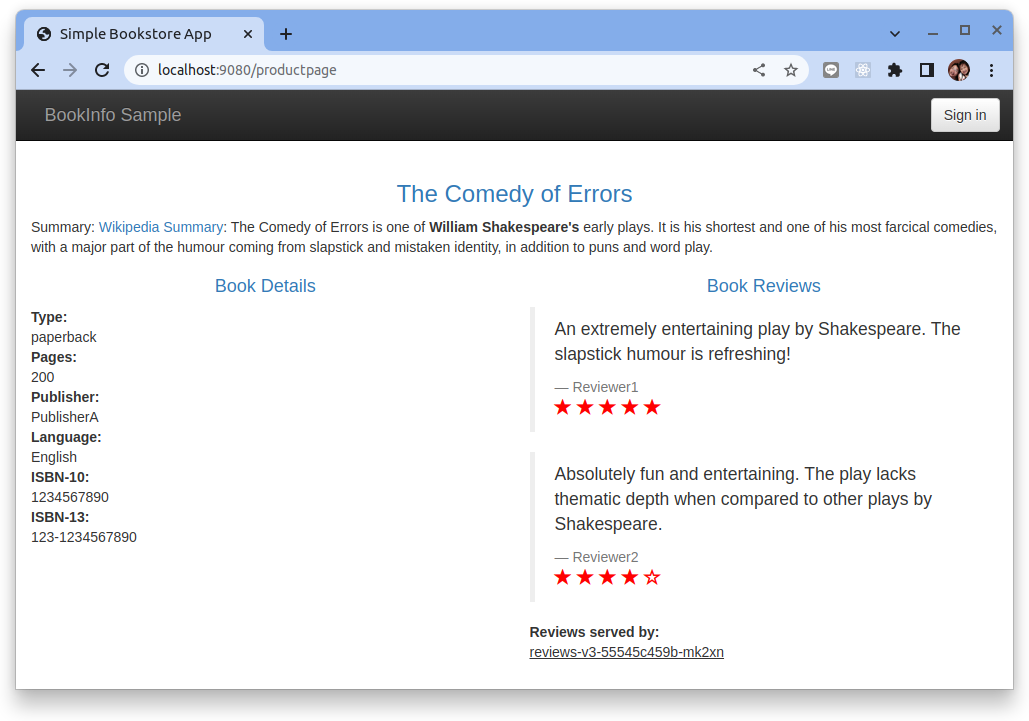 Simple Bookstore App
localhost:9080/productpage
BookInfo Sample
Sign in
The Comedy of Errors
Summary: Wikipedia Summary: The Comedy of Errors is one of William Shakespeare's early plays. It is his shortest and one of his most farcical comedies,
with a major part of the humour coming from slapstick and mistaken identity, in addition to puns and word play.
Book Details
Type:
paperback
Pages:
200
Publisher:
PublisherA
Language:
English
ISBN-10:
1234567890
ISBN-13:
123-1234567890
Book Reviews
An extremely entertaining play by Shakespeare. The
slapstick humour is refreshing!
— Reviewer1
★ ★ ★ ★ ★
Absolutely fun and entertaining. The play lacks
thematic depth when compared to other plays by
Shakespeare.
— Reviewer2
★ ★ ★ ★ ☆
Reviews served by:
reviews-v3-55545c459b-mk2xn